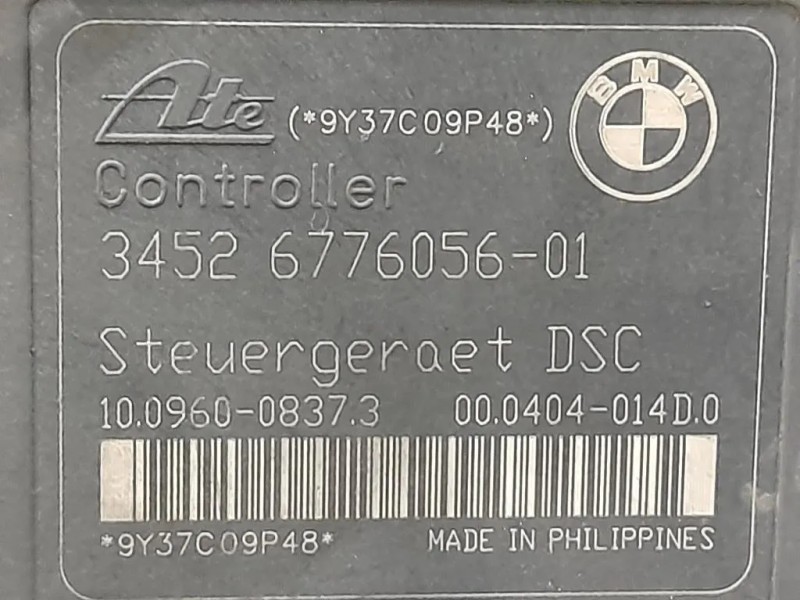 Ate (*9Y37C09P48*) BMW
Controller
3452 6776056-01
Steuergeraet DSC
10.0960-0837.3 00.0404-014D.0
*9Y37C09P48* MADE IN PHILIPPINES